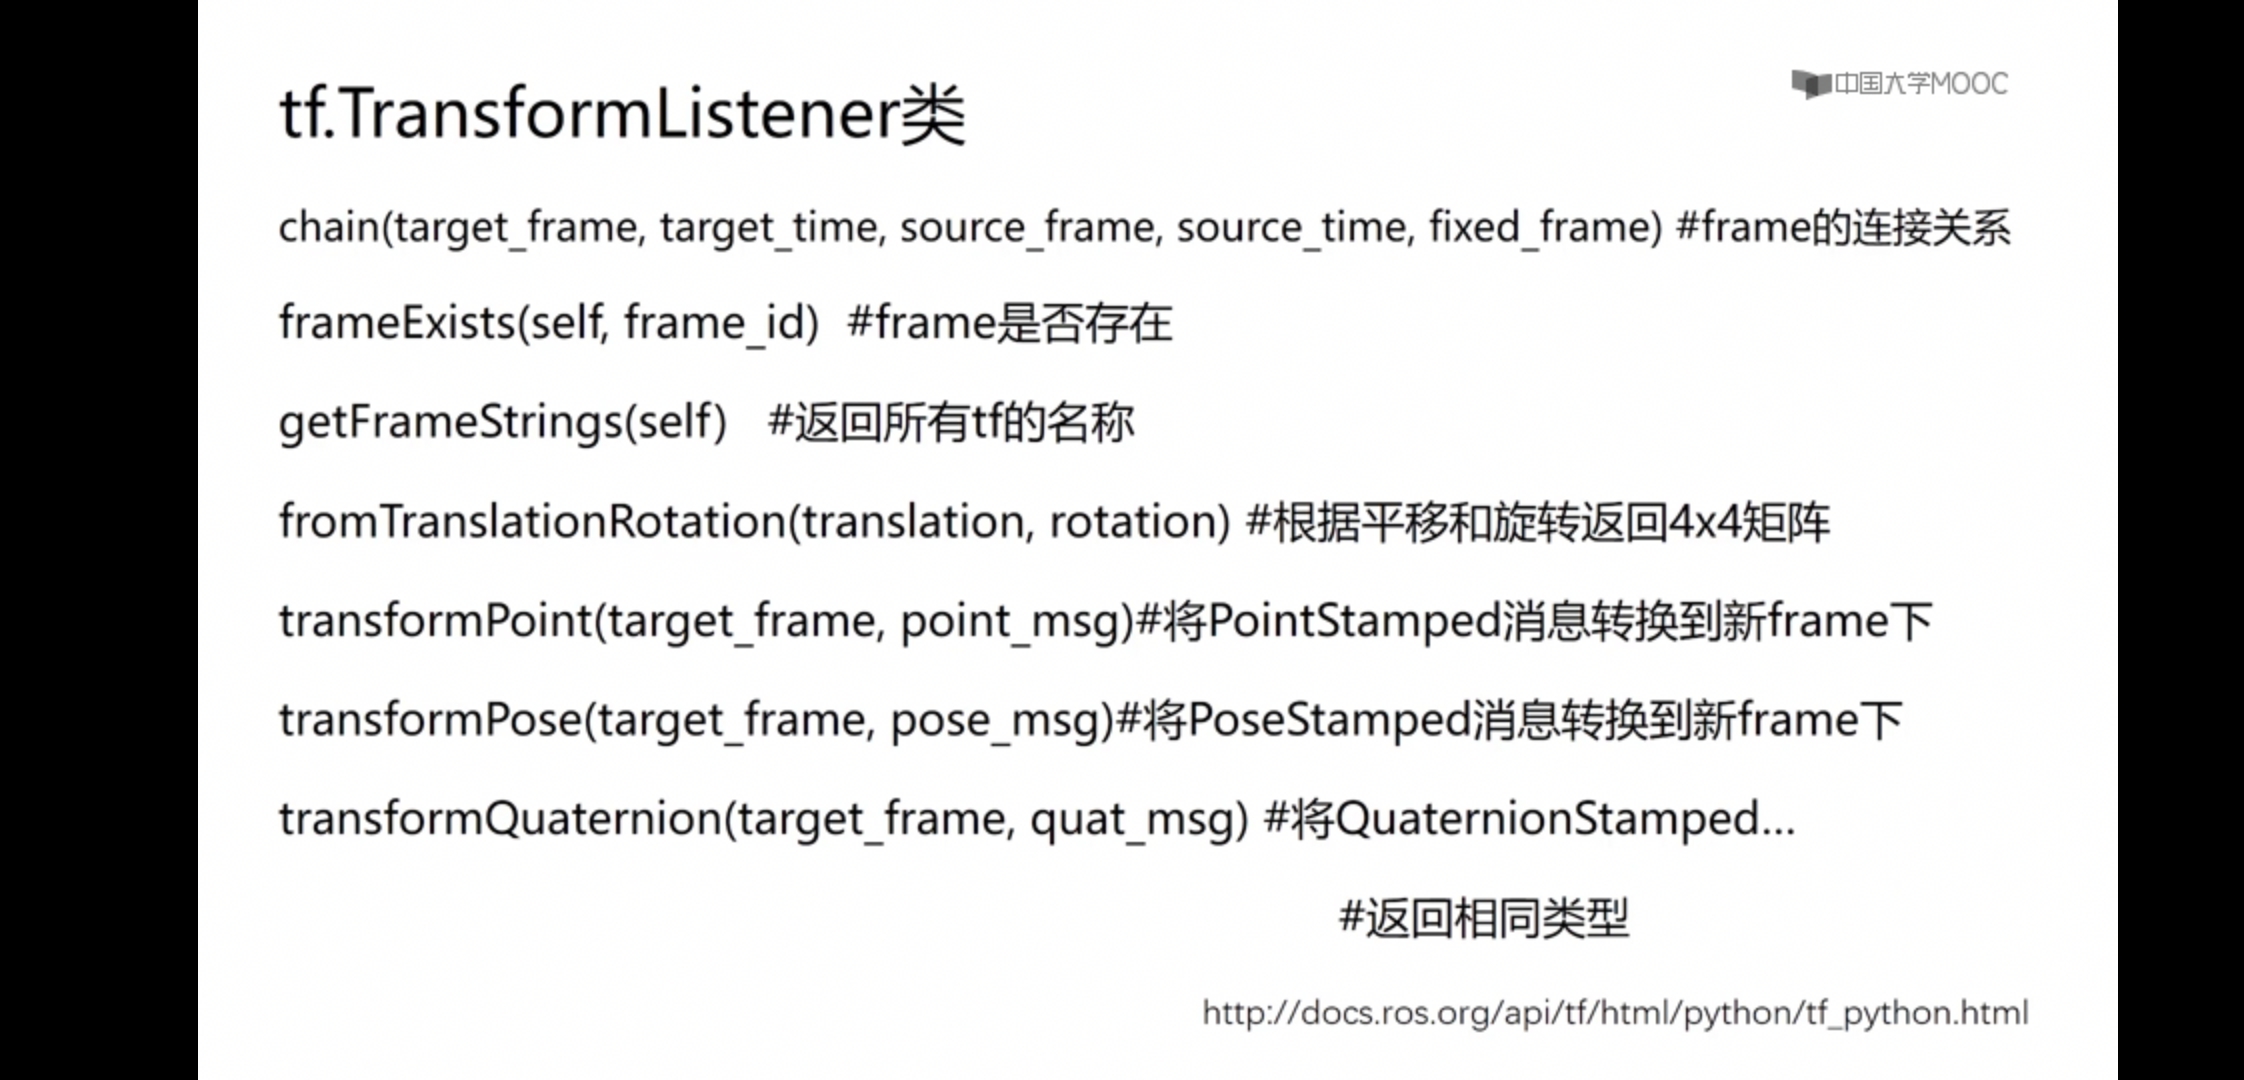 中国大学MOOC
tf.TransformListener类
chain(target_frame, target_time, source_frame, source_time, fixed_frame) #frame的连接关系
frameExists(self, frame_id)  #frame是否存在
getFrameStrings(self)   #返回所有tf的名称
fromTranslationRotation(translation, rotation) #根据平移和旋转返回4x4矩阵
transformPoint(target_frame, point_msg)#将PointStamped消息转换到新frame下
transformPose(target_frame, pose_msg)#将PoseStamped消息转换到新frame下
transformQuaternion(target_frame, quat_msg) #将QuaternionStamped...
#返回相同类型
http://docs.ros.org/api/tf/html/python/tf_python.html